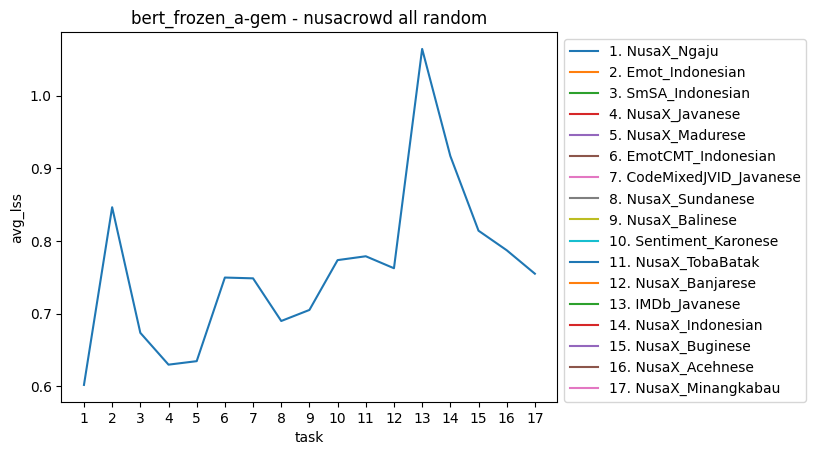 bert_frozen_a-gem - nusacrowd all random
avg_lss
1.0
0.9
0.8
0.7
0.6
1 2 3 4 5 6 7 8 9 10 11 12 13 14 15 16 17
task
1. NusaX_Ngaju
2. Emot_Indonesian
3. SmSA_Indonesian
4. NusaX_Javanese
5. NusaX_Madurese
6. EmotCMT_Indonesian
7. CodeMixedJVID_Javanese
8. NusaX_Sundanese
9. NusaX_Balinese
10. Sentiment_Karonese
11. NusaX_TobaBatak
12. NusaX_Banjarese
13. IMDb_Javanese
14. NusaX_Indonesian
15. NusaX_Buginese
16. NusaX_Acehnese
17. NusaX_Minangkabau